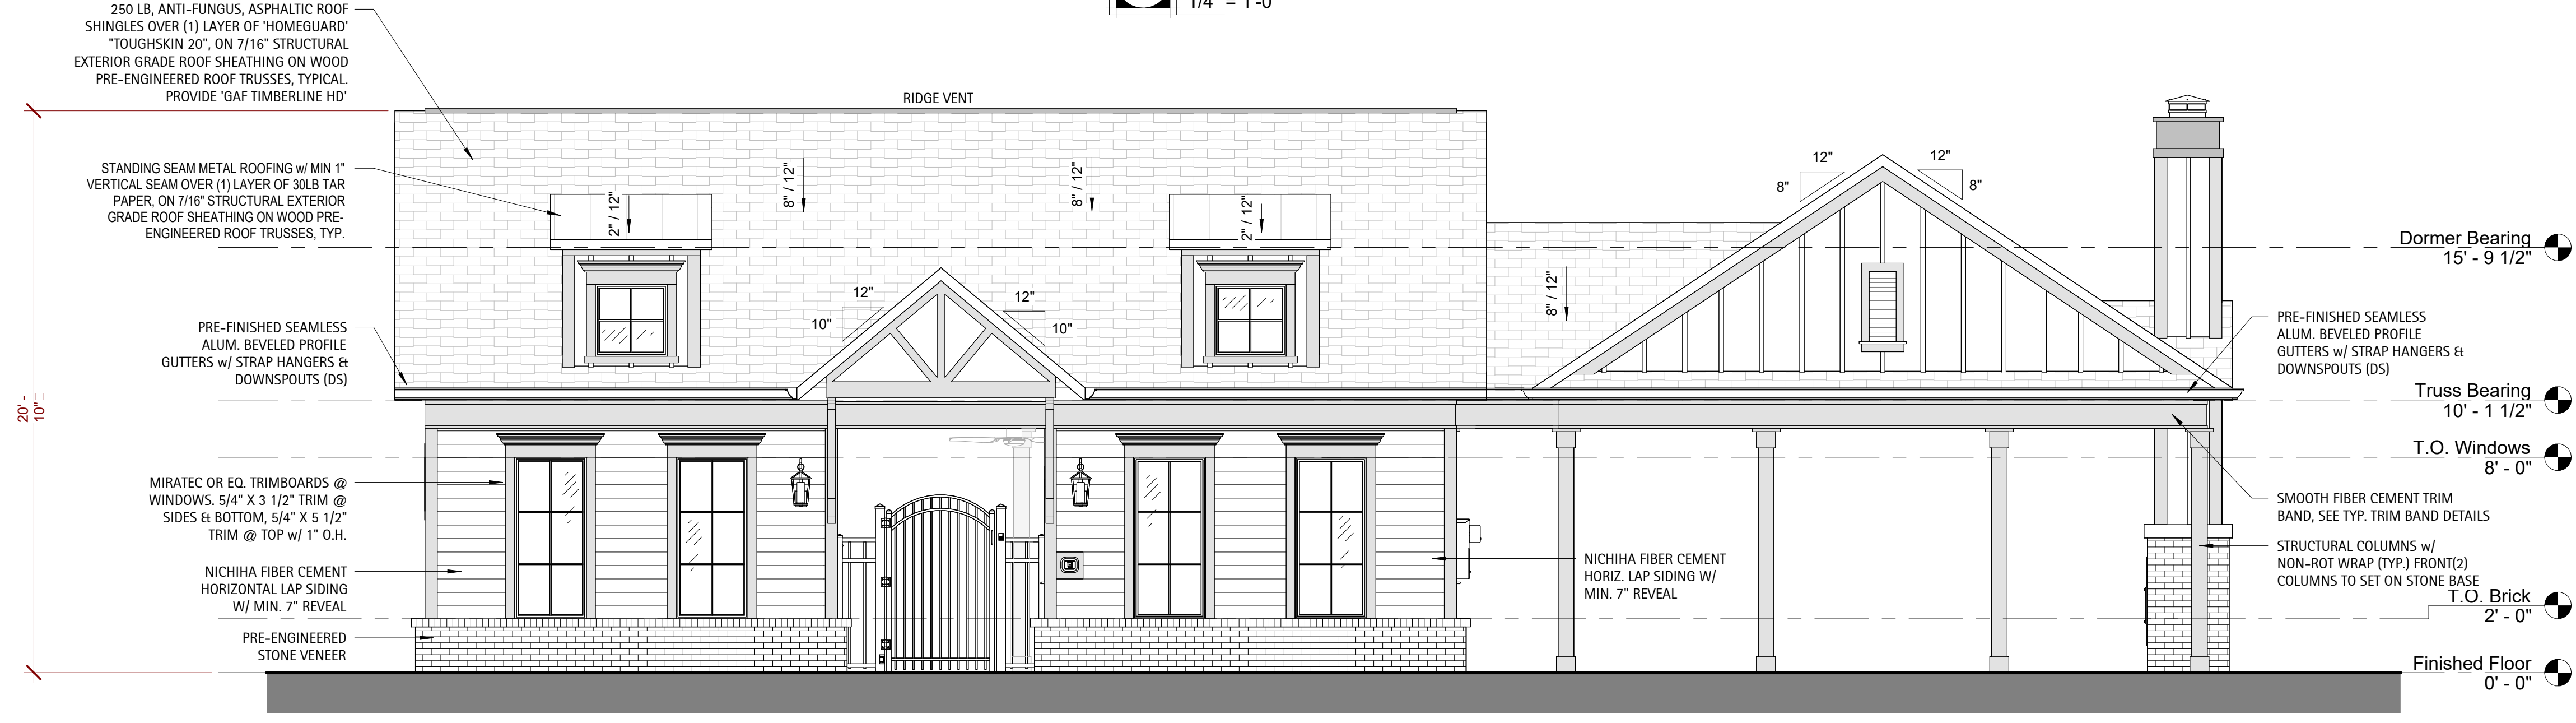 1/4" = 1'-0"
250 LB, ANTI-FUNGUS, ASPHALTIC ROOF
SHINGLES OVER (1) LAYER OF 'HOMEGUARD'
"TOUGHSKIN 20", ON 7/16" STRUCTURAL
EXTERIOR GRADE ROOF SHEATHING ON WOOD
PRE-ENGINEERED ROOF TRUSSES, TYPICAL.
PROVIDE 'GAF TIMBERLINE HD'
RIDGE VENT
STANDING SEAM METAL ROOFING w/ MIN 1"
VERTICAL SEAM OVER (1) LAYER OF 30LB TAR
PAPER, ON 7/16" STRUCTURAL EXTERIOR
GRADE ROOF SHEATHING ON WOOD PRE-
ENGINEERED ROOF TRUSSES, TYP.
2" / 12"
8" / 12"
8" / 12"
2" / 12"
12"
8"
12"
8"
8" / 12"
12"
10"
12"
10"
Dormer Bearing
15' - 9 1/2"
PRE-FINISHED SEAMLESS
ALUM. BEVELED PROFILE
GUTTERS w/ STRAP HANGERS &
DOWNSPOUTS (DS)
PRE-FINISHED SEAMLESS
ALUM. BEVELED PROFILE
GUTTERS w/ STRAP HANGERS &
DOWNSPOUTS (DS)
20' -
10"
Truss Bearing
10' - 1 1/2"
T.O. Windows
8' - 0"
MIRATEC OR EQ. TRIMBOARDS @
WINDOWS. 5/4" X 3 1/2" TRIM @
SIDES & BOTTOM, 5/4" X 5 1/2"
TRIM @ TOP w/ 1" O.H.
SMOOTH FIBER CEMENT TRIM
BAND, SEE TYP. TRIM BAND DETAILS
NICHIHA FIBER CEMENT
HORIZONTAL LAP SIDING
W/ MIN. 7" REVEAL
NICHIHA FIBER CEMENT
HORIZ. LAP SIDING W/
MIN. 7" REVEAL
STRUCTURAL COLUMNS w/
NON-ROT WRAP (TYP.) FRONT(2)
COLUMNS TO SET ON STONE BASE
T.O. Brick
2' - 0"
PRE-ENGINEERED
STONE VENEER
Finished Floor
0' - 0"